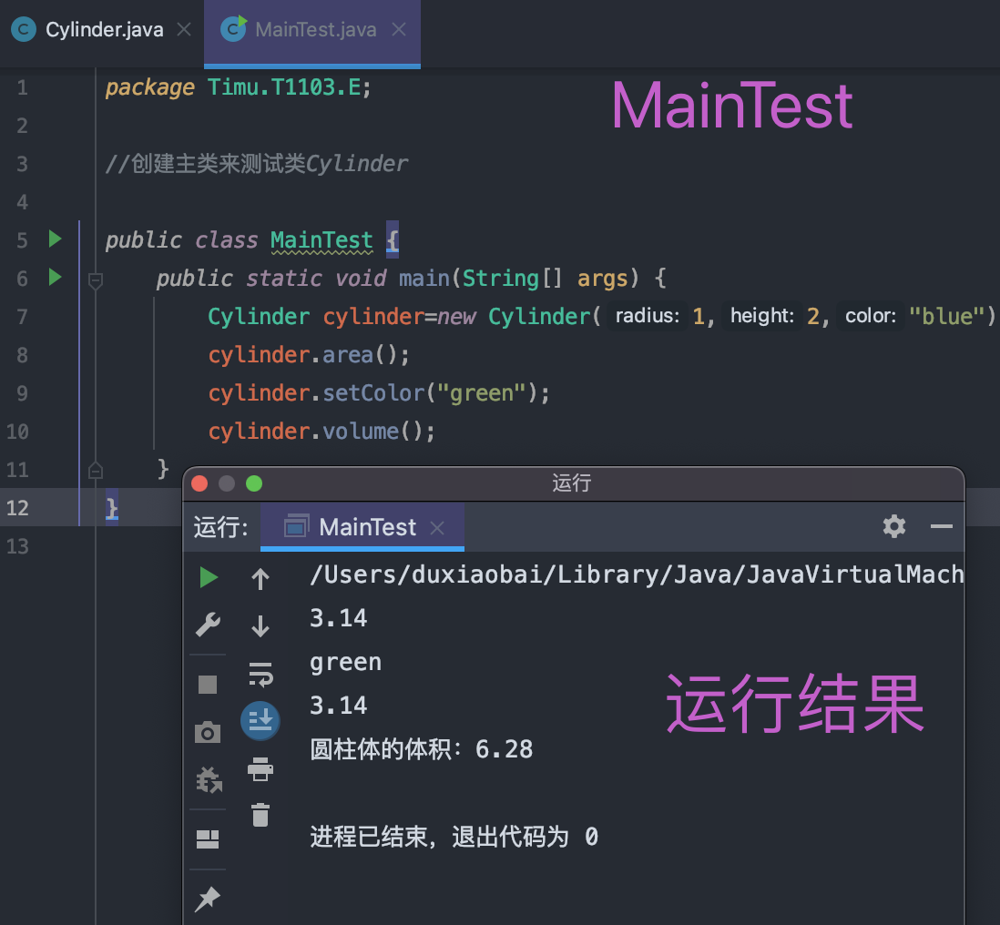 Cylinder.java
MainTest.java
1 package Timu.T1103.E;
MainTest
2
3 //创建主类来测试类Cylinder
4
5 public class MainTest {
6 public static void main(String[] args) {
7 Cylinder cylinder=new Cylinder( radius: 1, height: 2, color: "blue")
8 cylinder.area();
9 cylinder.setColor("green");
10 cylinder.volume();
11 }
12 }
13
运行
运行: MainTest
/Users/duxiaobai/Library/Java/JavaVirtualMach
3.14
green
3.14
运行结果
圆柱体的体积：6.28
进程已结束，退出代码为 0